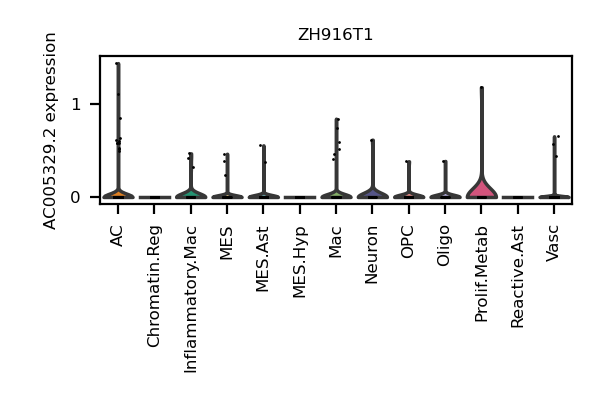 ZH916T1
AC005329.2 expression
1
0
AC
Chromatin.Reg
Inflammatory.Mac
MES
MES.Ast
MES.Hyp
Mac
Neuron
OPC
Oligo
Prolif.Metab
Reactive.Ast
Vasc